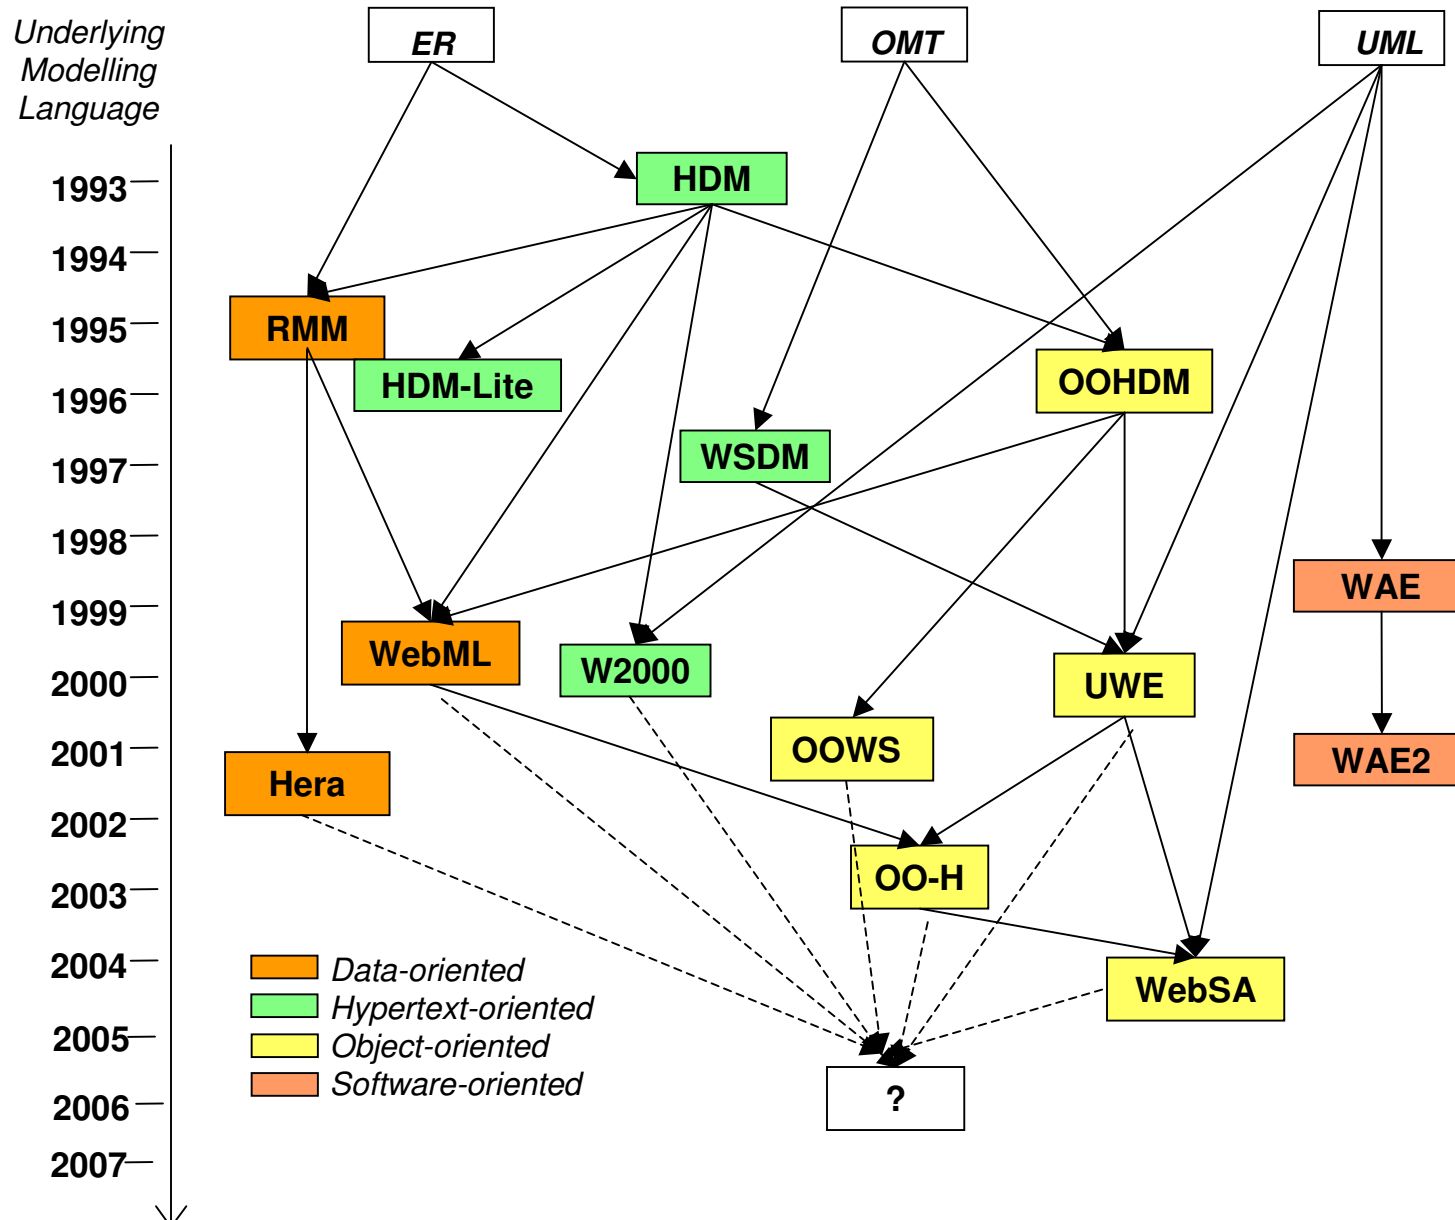 Underlying
Modelling
Language
ER
OMT
UML
1993
HDM
1994
1995
RMM
1996
HDM-Lite
OOHDM
1997
WSDM
1998
1999
WAE
WebML
W2000
2000
UWE
2001
OOWS
WAE2
Hera
2002
2003
OO-H
2004
Data-oriented
WebSA
Hypertext-oriented
2005
Object-oriented
Software-oriented
2006
?
2007